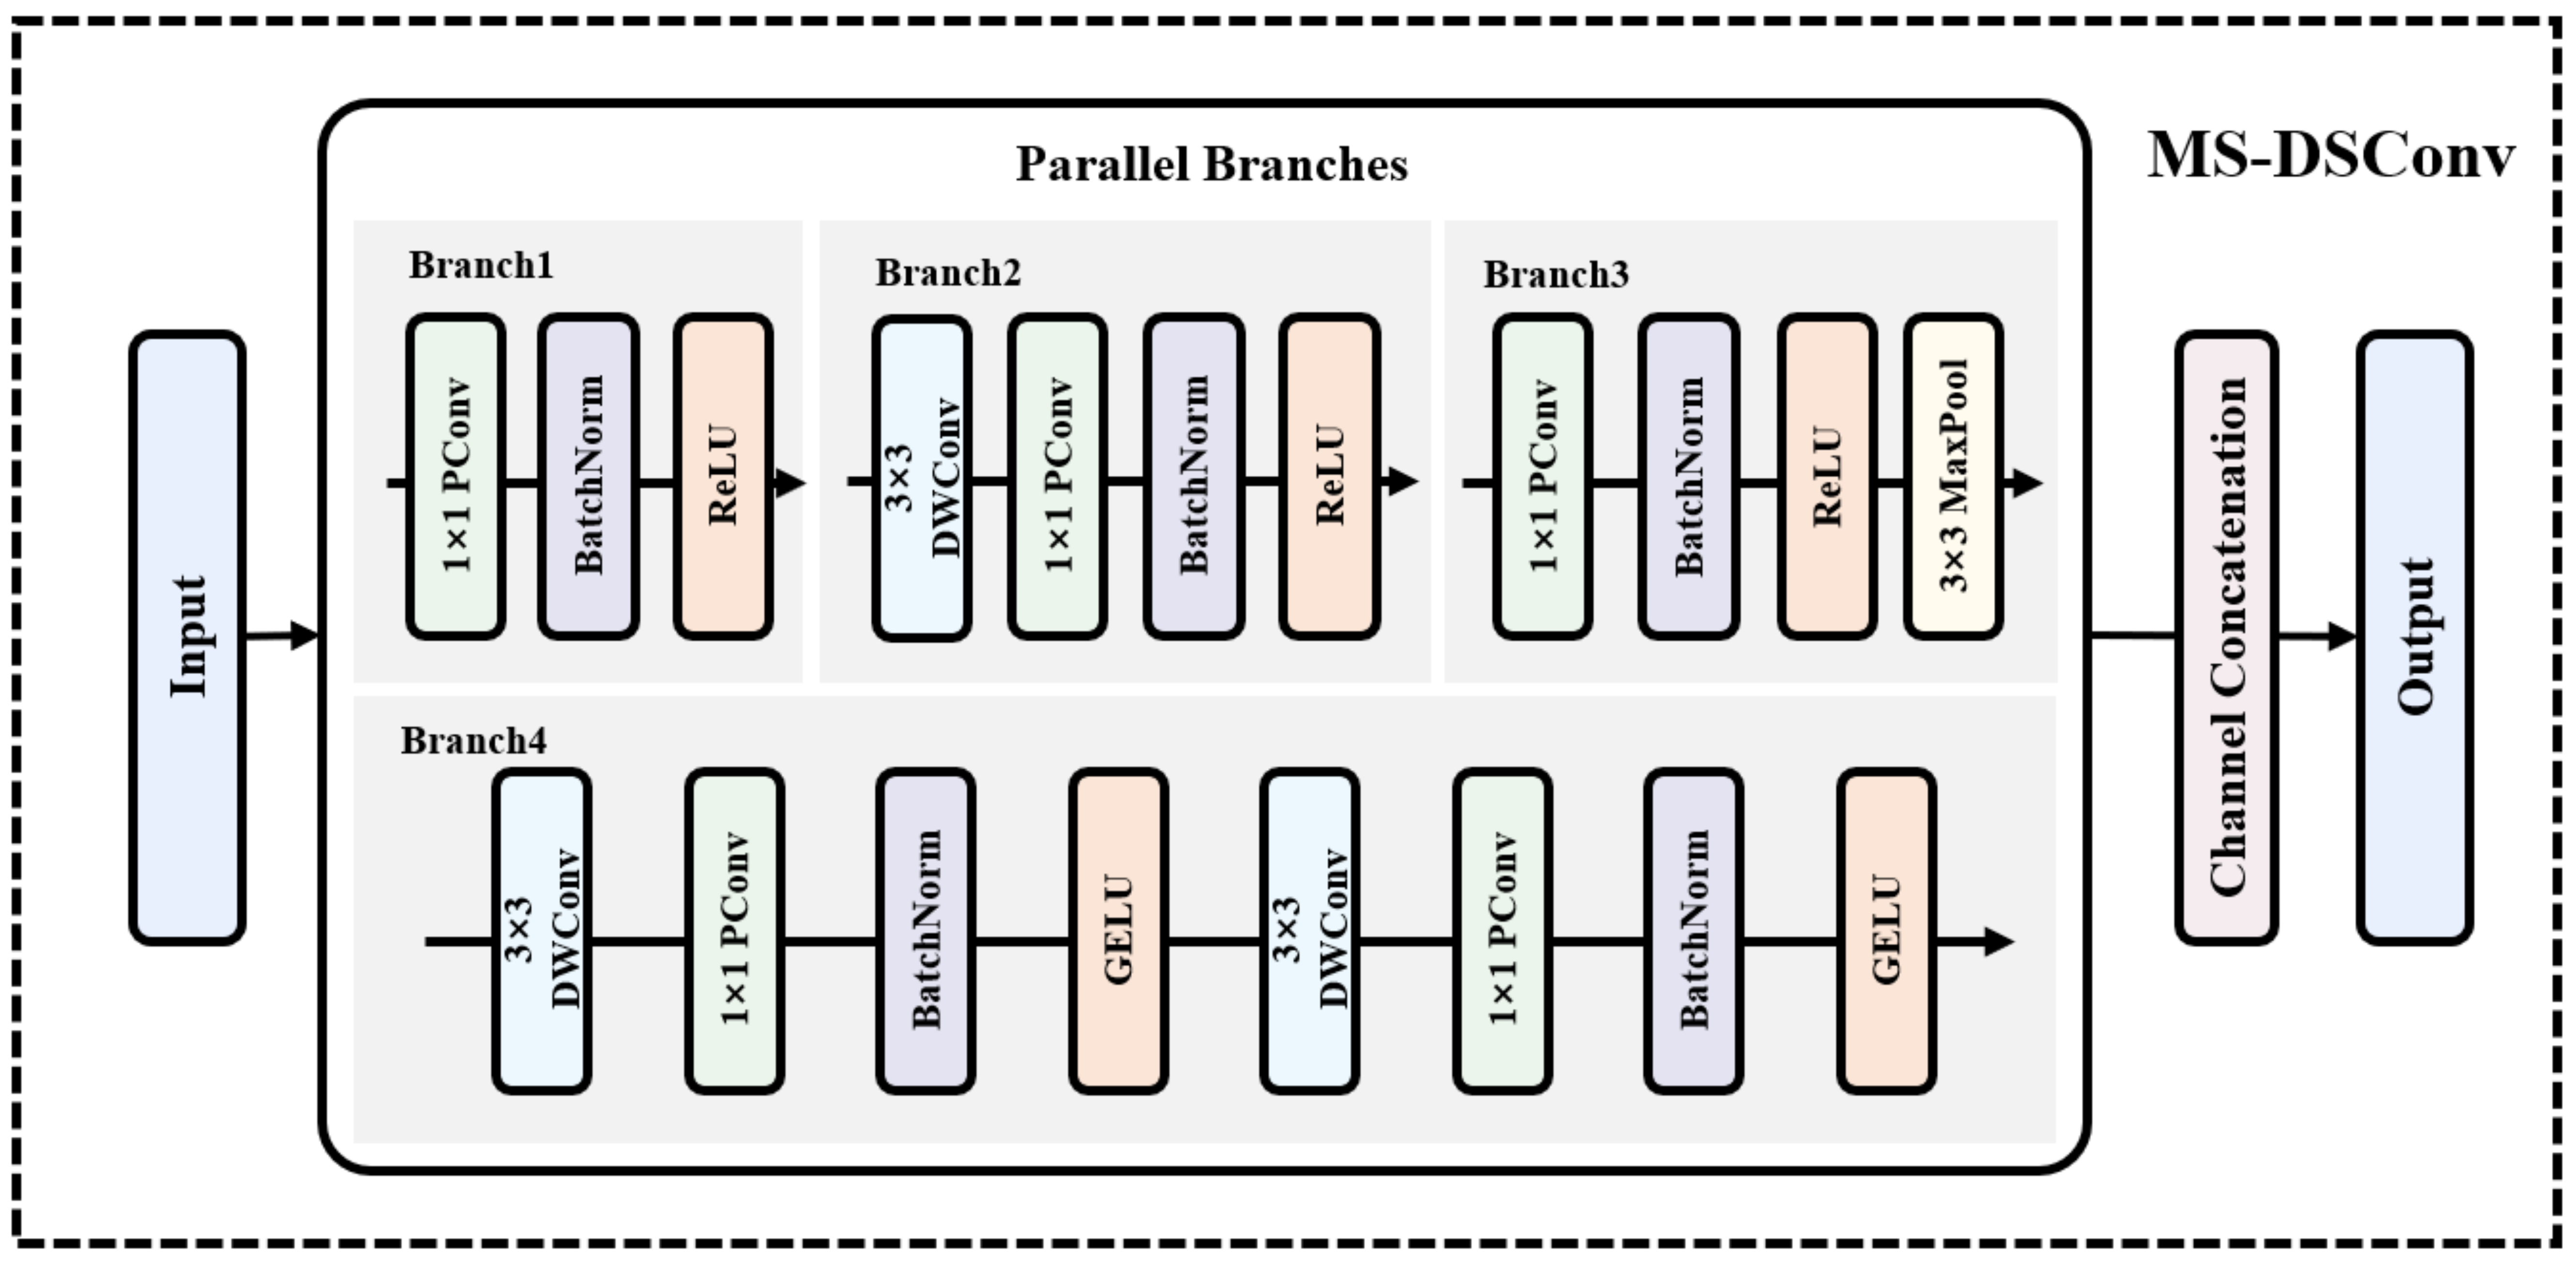 MS-DSConv
Parallel Branches
Input
Branch1
1×1 PConv
BatchNorm
ReLU
Branch2
3×3
DWConv
1×1 PConv
BatchNorm
ReLU
Branch3
1×1 PConv
BatchNorm
ReLU
3×3 MaxPool
Branch4
3×3
DWConv
1×1 PConv
BatchNorm
GELU
3×3
DWConv
1×1 PConv
BatchNorm
GELU
Channel Concatenation
Output